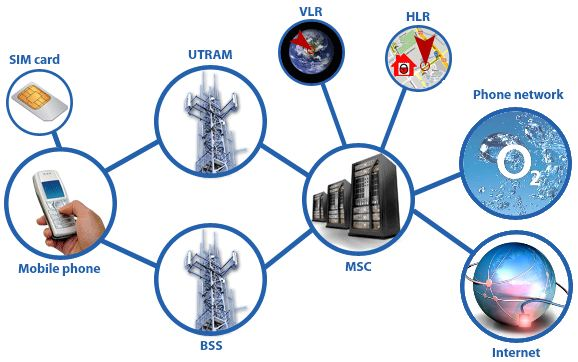 VLR
HLR
SIM card
UTRAM
Phone network
O2
Mobile phone
MSC
BSS
Internet